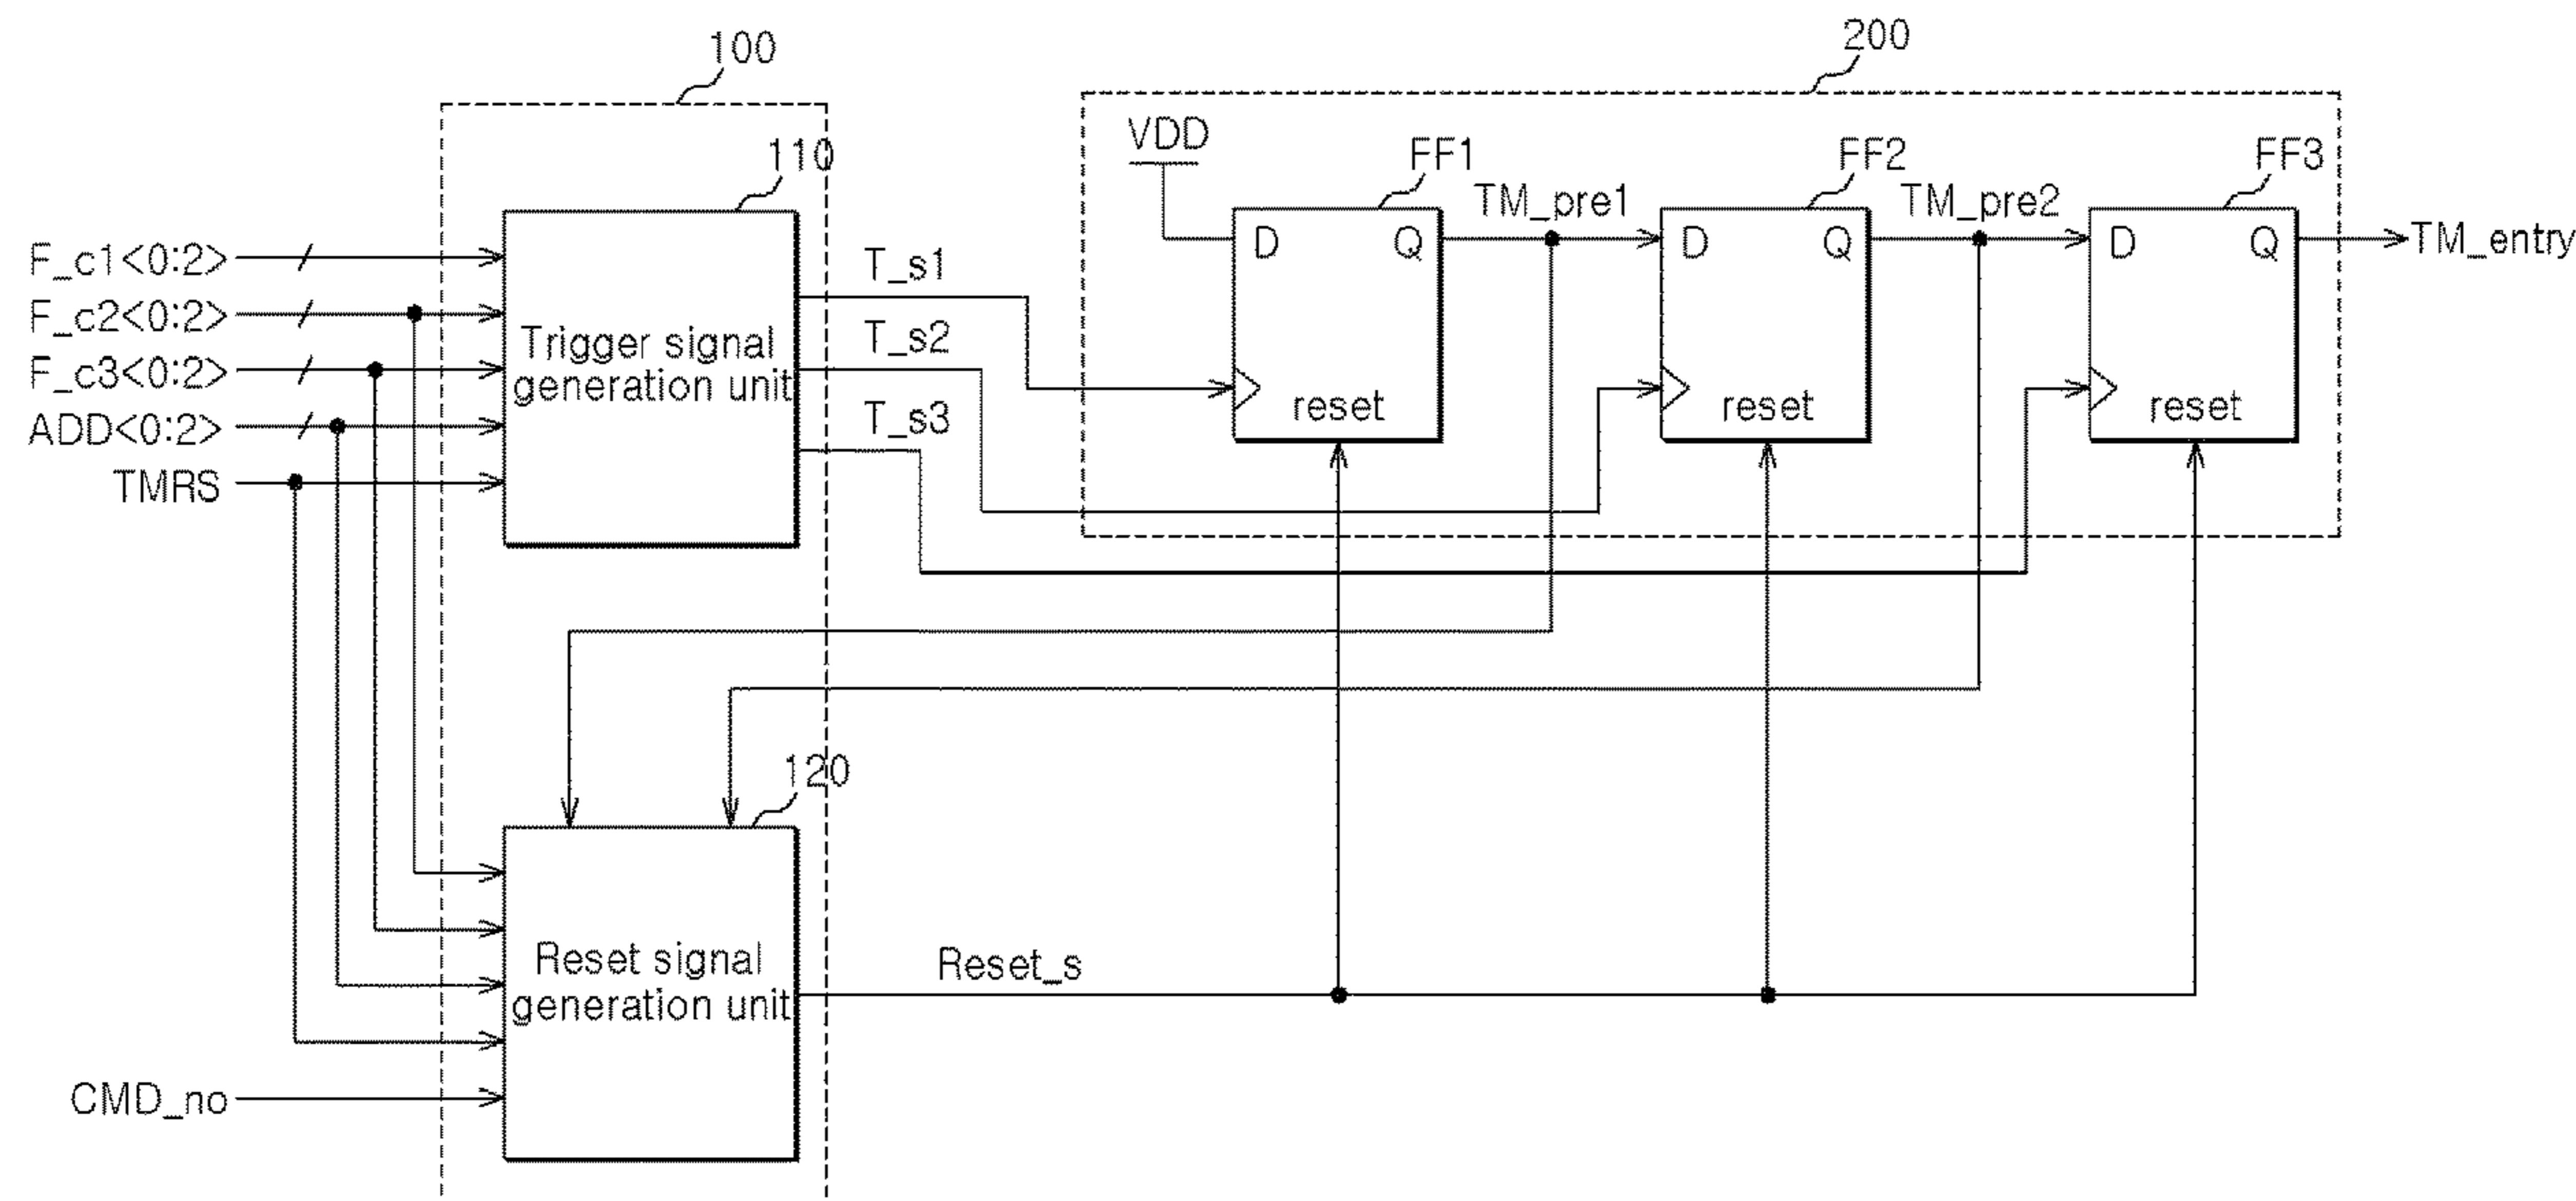 100
200
110
VDD
FF1
FF2
FF3
TM_pre1
TM_pre2
D Q
D Q
D Q
TM_entry
F_c1<0:2>
F_c2<0:2>
F_c3<0:2>
ADD<0:2>
TMRS
Trigger signal
generation unit
T_s1
T_s2
T_s3
reset
reset
reset
120
Reset signal
generation unit
Reset_s
CMD_no